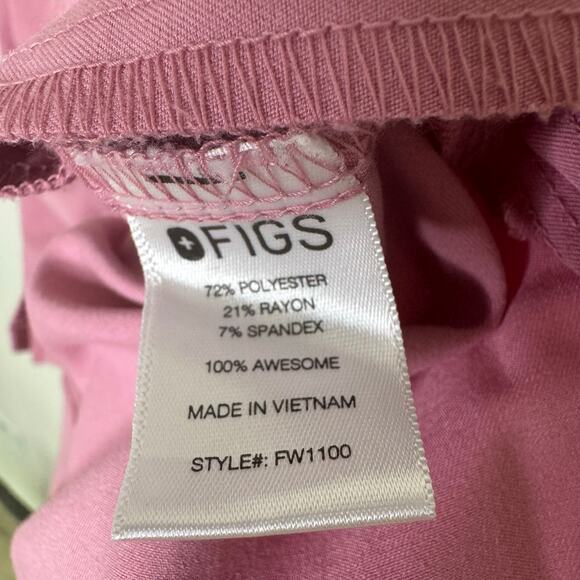 FIGS
72% POLYESTER
21% RAYON
7% SPANDEX
100% AWESOME
MADE IN VIETNAM
STYLE#: FW1100